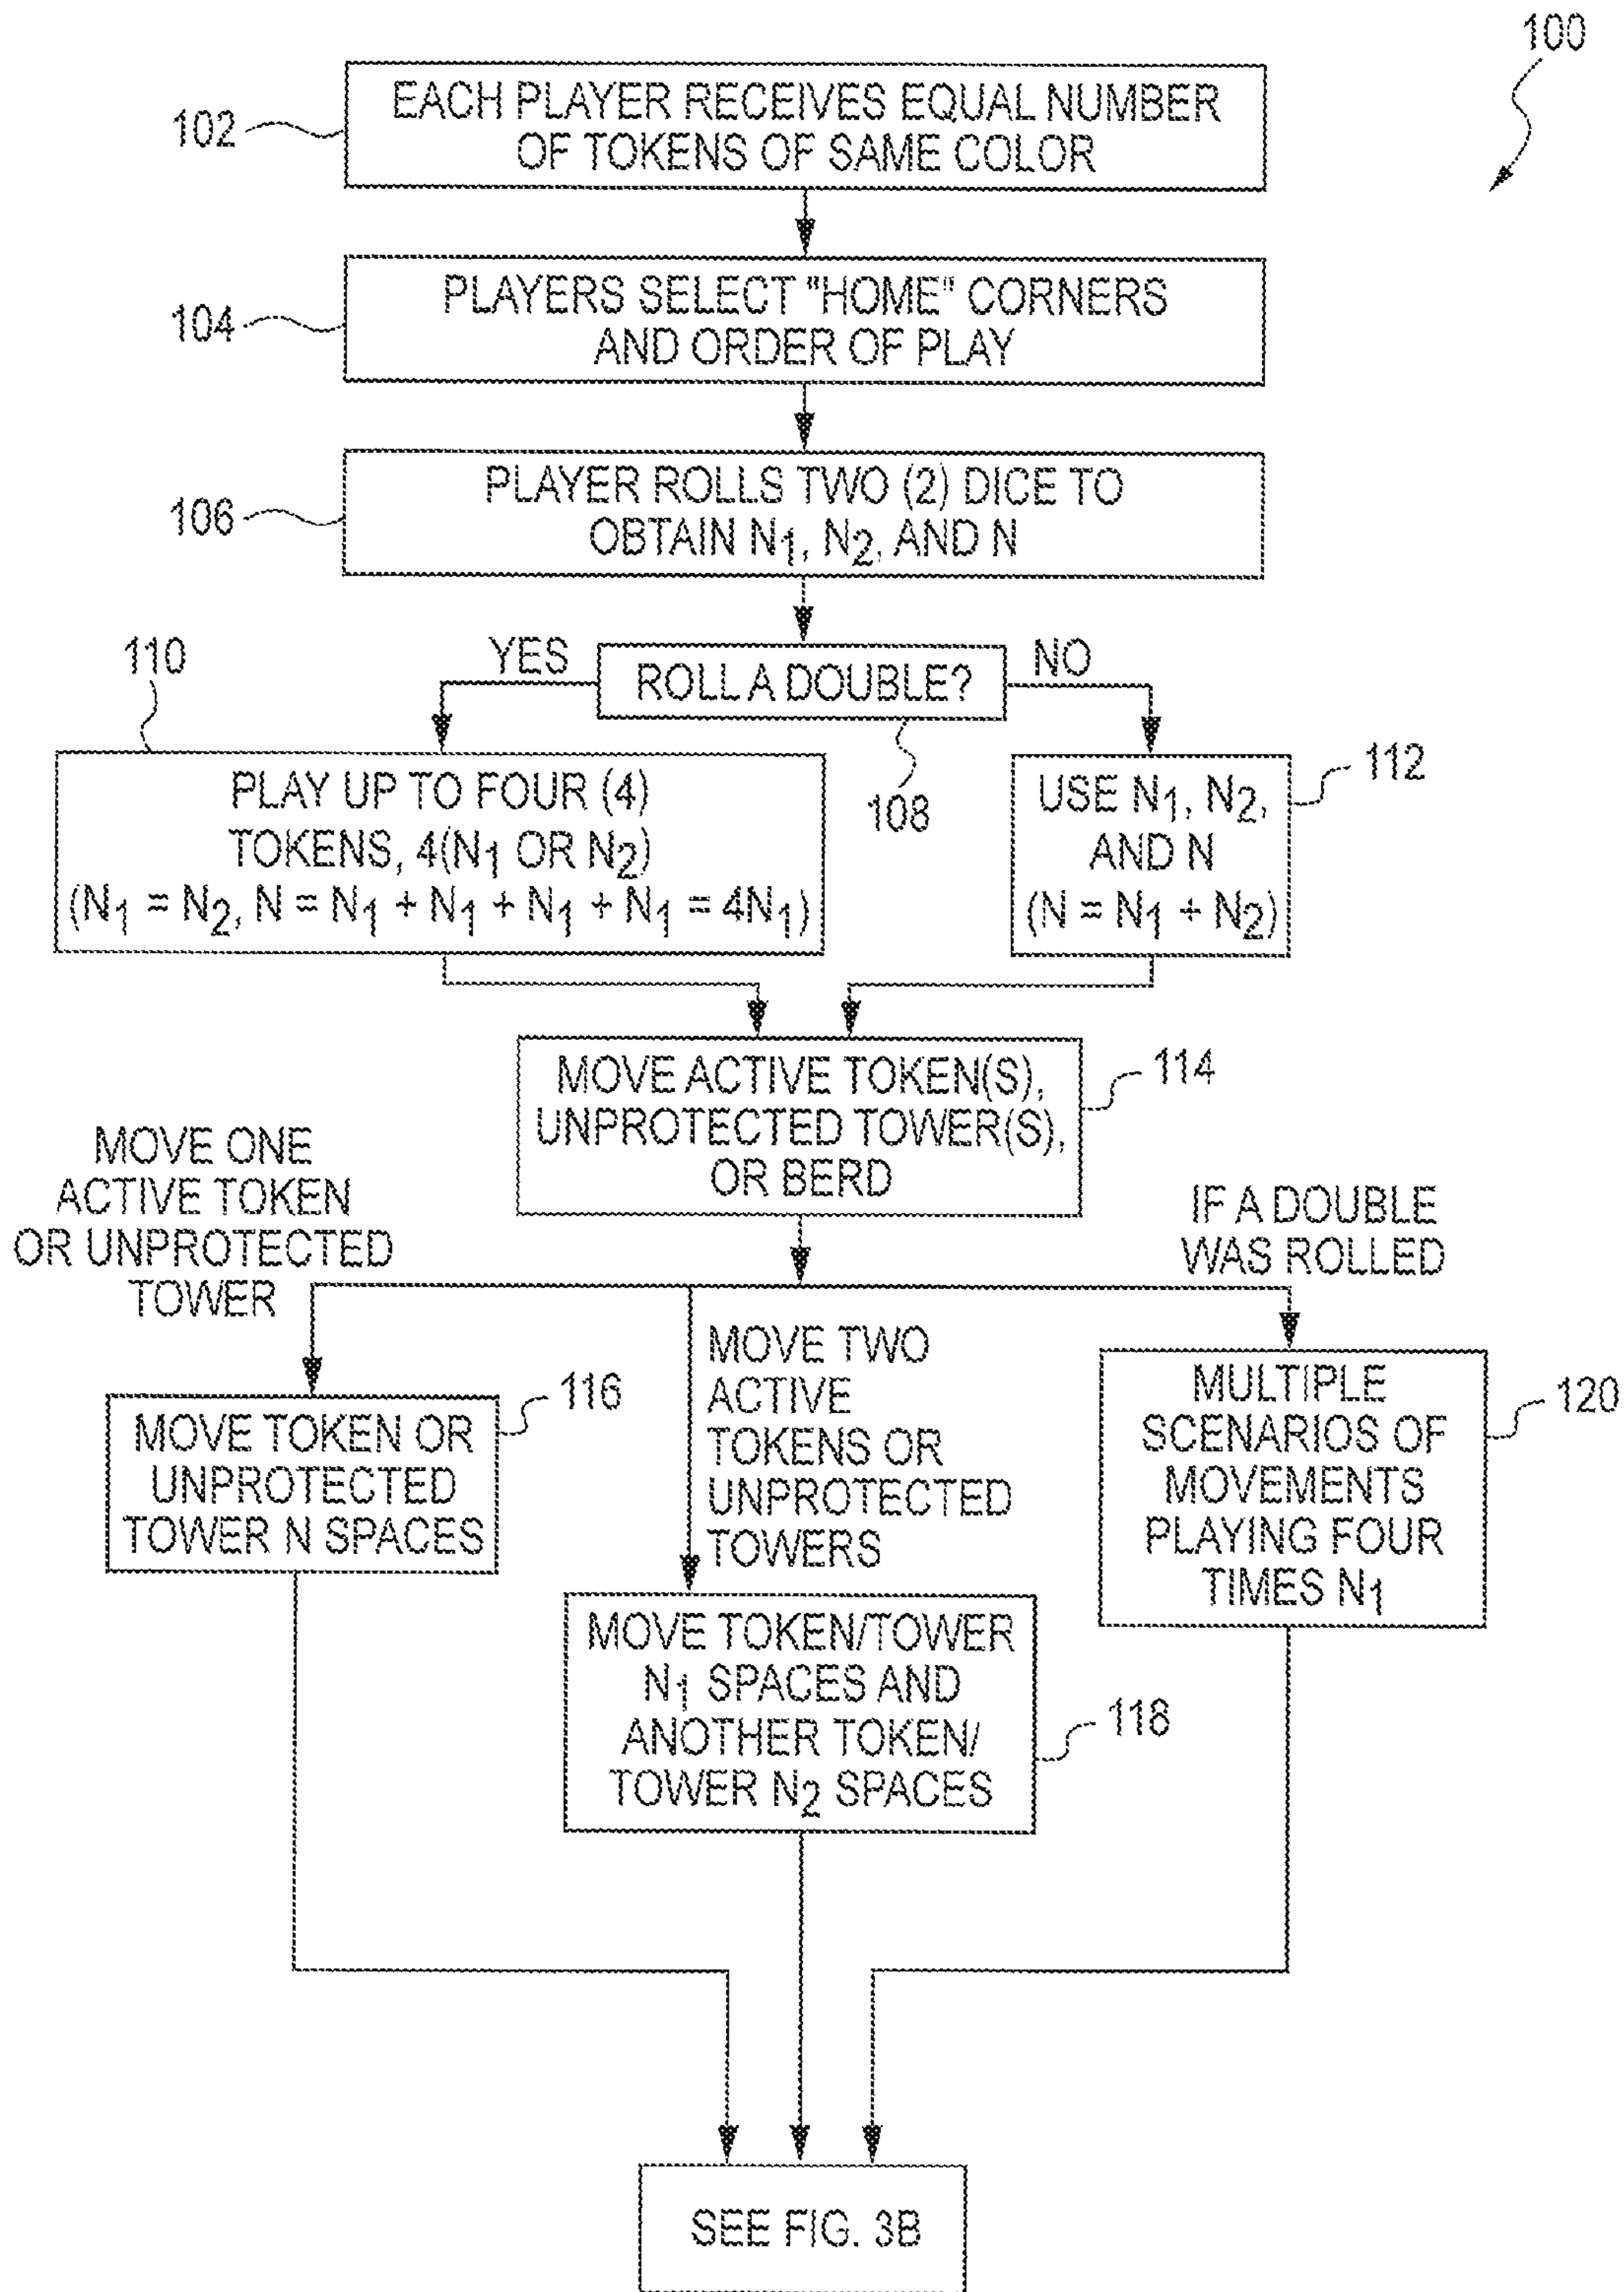 100
EACH PLAYER RECEIVES EQUAL NUMBER
OF TOKENS OF SAME COLOR
102
PLAYERS SELECT "HOME" CORNERS
AND ORDER OF PLAY
104
PLAYER ROLLS TWO (2) DICE TO
OBTAIN N1, N2, AND N
106
110
YES
ROLL A DOUBLE?
NO
108
PLAY UP TO FOUR (4)
TOKENS, 4(N1 OR N2)
(N1 = N2, N = N1 + N1 + N1 + N1 = 4N1)
USE N1, N2,
AND N
(N = N1 + N2)
112
MOVE ACTIVE TOKEN(S),
UNPROTECTED TOWER(S),
OR BERD
114
MOVE ONE
ACTIVE TOKEN
OR UNPROTECTED
TOWER
IF A DOUBLE
WAS ROLLED
MOVE TOKEN OR
UNPROTECTED
TOWER N SPACES
116
MOVE TWO
ACTIVE
TOKENS OR
UNPROTECTED
TOWERS
MULTIPLE
SCENARIOS OF
MOVEMENTS
PLAYING FOUR
TIMES N1
120
MOVE TOKEN/TOWER
N1 SPACES AND
ANOTHER TOKEN/
TOWER N2 SPACES
118
SEE FIG. 3B